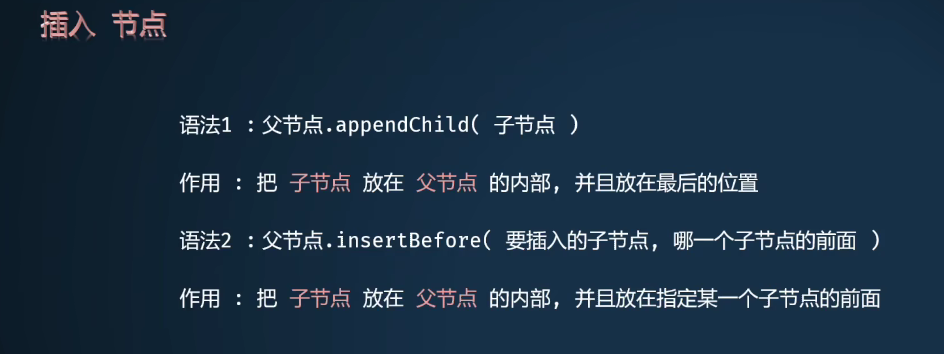 插入 节点
语法1 : 父节点.appendChild( 子节点 )
作用 : 把 子节点 放在 父节点 的内部, 并且放在最后的位置
语法2 : 父节点.insertBefore( 要插入的子节点, 哪一个子节点的前面 )
作用 : 把 子节点 放在 父节点 的内部, 并且放在指定某一个子节点的前面